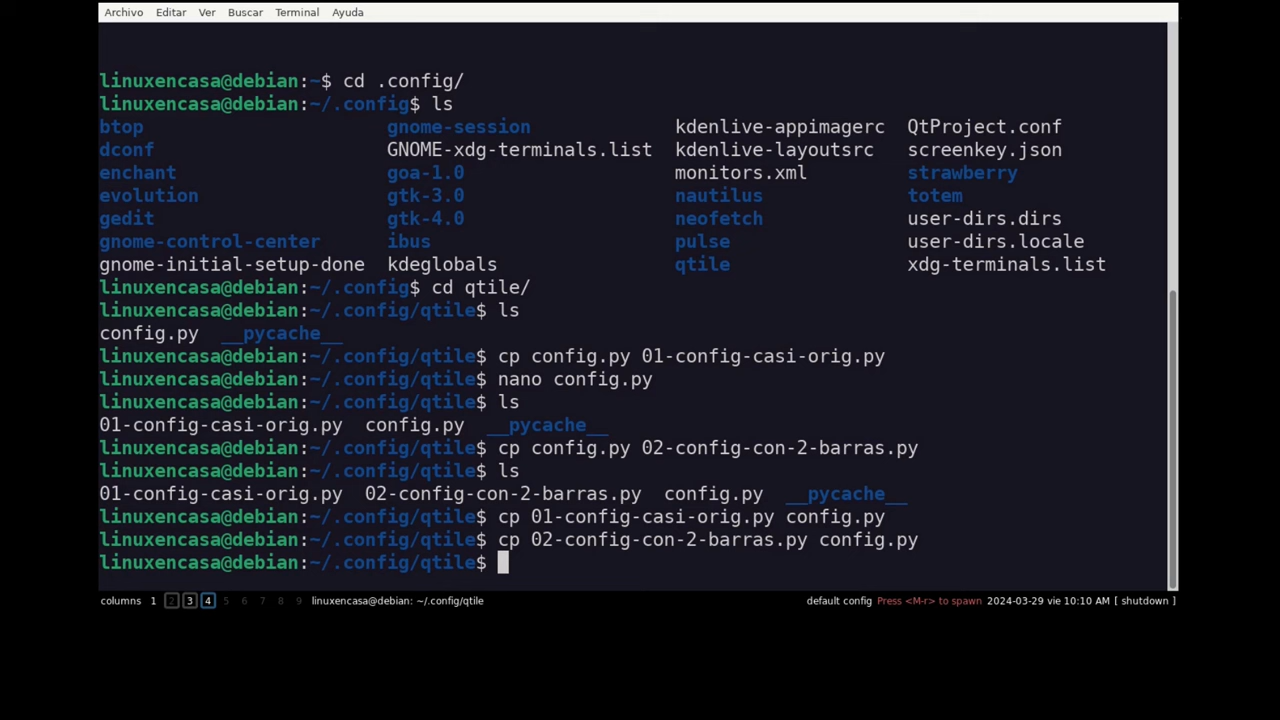 Archivo Editar Ver Buscar Terminal Ayuda
linuxencasa@debian:~$ cd .config/
linuxencasa@debian:~/.config$ ls
btop gnome-session kdenlive-appimagerc QtProject.conf
dconf GNOME-xdg-terminals.list kdenlive-layoutsrc screenkey.json
enchant goa-1.0 monitors.xml strawberry
evolution gtk-3.0 nautilus totem
gedit gtk-4.0 neofetch user-dirs.dirs
gnome-control-center ibus pulse user-dirs.locale
gnome-initial-setup-done kdeglobals qtile xdg-terminals.list
linuxencasa@debian:~/.config$ cd qtile/
linuxencasa@debian:~/.config/qtile$ ls
config.py __pycache__
linuxencasa@debian:~/.config/qtile$ cp config.py 01-config-casi-orig.py
linuxencasa@debian:~/.config/qtile$ nano config.py
linuxencasa@debian:~/.config/qtile$ ls
01-config-casi-orig.py config.py __pycache__
linuxencasa@debian:~/.config/qtile$ cp config.py 02-config-con-2-barras.py
linuxencasa@debian:~/.config/qtile$ ls
01-config-casi-orig.py 02-config-con-2-barras.py config.py __pycache__
linuxencasa@debian:~/.config/qtile$ cp 01-config-casi-orig.py config.py
linuxencasa@debian:~/.config/qtile$ cp 02-config-con-2-barras.py config.py
linuxencasa@debian:~/.config/qtile$
columns 1 2 3 4 5 6 7 8 9 linuxencasa@debian: ~/.config/qtile default config Press <M-r> to spawn 2024-03-29 vie 10:10 AM [ shutdown ]